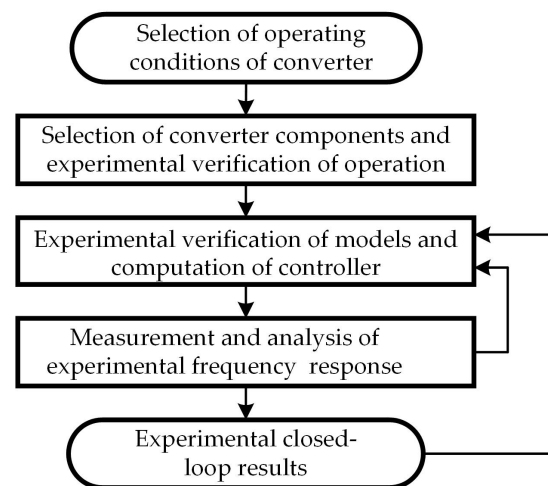 Selection of operating
conditions of converter
Selection of converter components and
experimental verification of operation
Experimental verification of models and
computation of controller
Measurement and analysis of
experimental frequency response
Experimental closed-
loop results